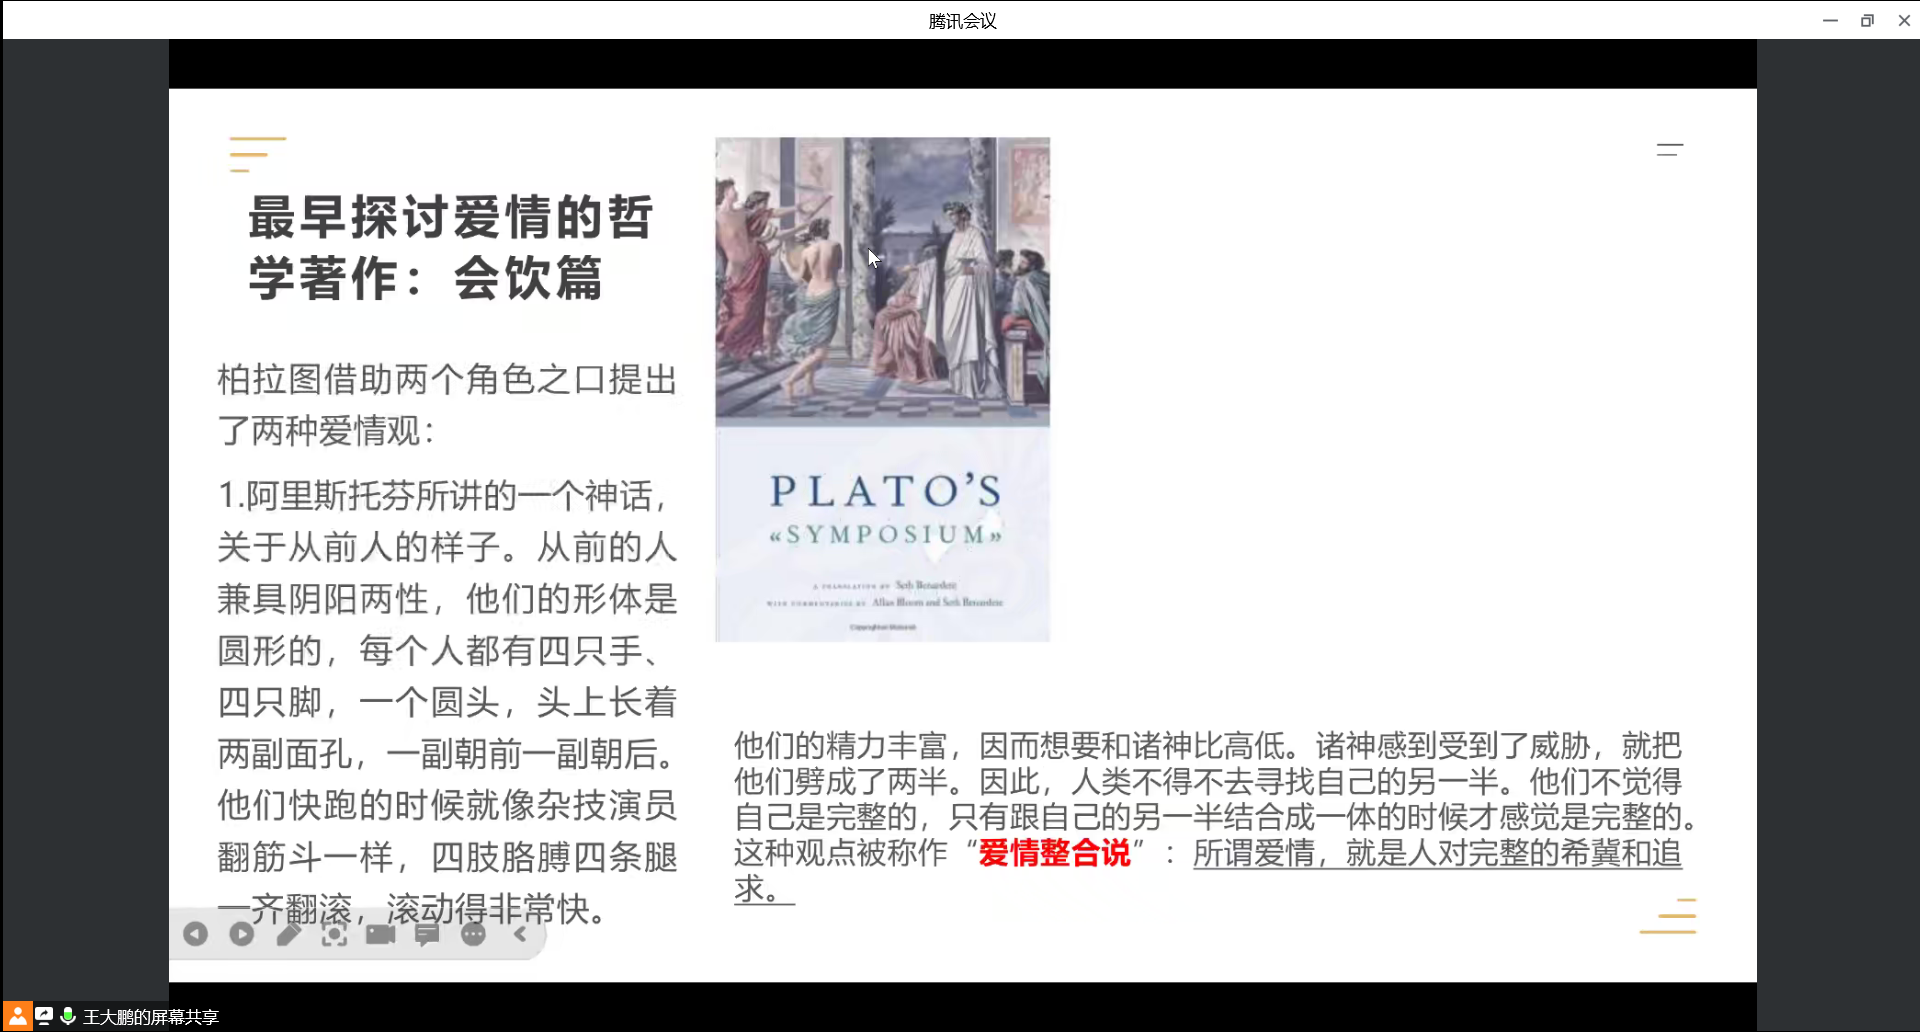 腾讯会议
最早探讨爱情的哲
学著作：会饮篇
柏拉图借助两个角色之口提出
了两种爱情观：
1.阿里斯托芬所讲的一个神话，
关于从前人的样子。从前的人
兼具阴阳两性，他们的形体是
圆形的，每个人都有四只手、
四只脚，一个圆头，头上长着
两副面孔，一副朝前一副朝后。
他们快跑的时候就像杂技演员
翻筋斗一样，四肢胳膊四条腿
一齐翻滚，滚动得非常快。
PLATO'S
«SYMPOSIUM»
A TRANSLATION BY Seth Benardete
WITH COMMENTARIES BY Allan Bloom and Seth Benardete
Copyrighted Material
他们的精力丰富，因而想要和诸神比高低。诸神感到受到了威胁，就把
他们劈成了两半。因此，人类不得不去寻找自己的另一半。他们不觉得
自己是完整的，只有跟自己的另一半结合成一体的时候才感觉是完整的。
这种观点被称作“爱情整合说”：所谓爱情，就是人对完整的希冀和追
求。
王大鹏的屏幕共享